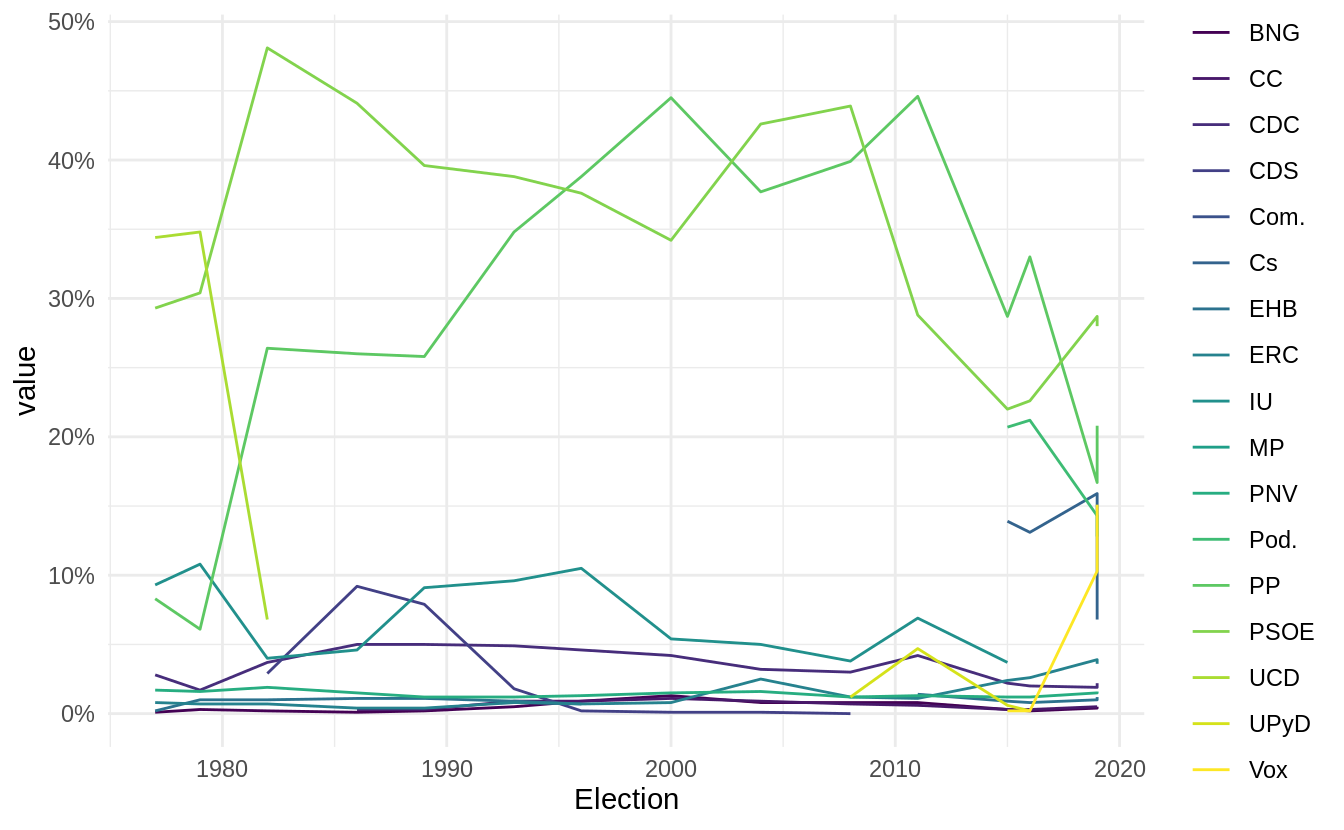 50%
40%
30%
20%
10%
0%
value
1980
1990
2000
2010
2020
Election
BNG
CC
CDC
CDS
Com.
Cs
EHB
ERC
IU
MP
PNV
Pod.
PP
PSOE
UCD
UPyD
Vox